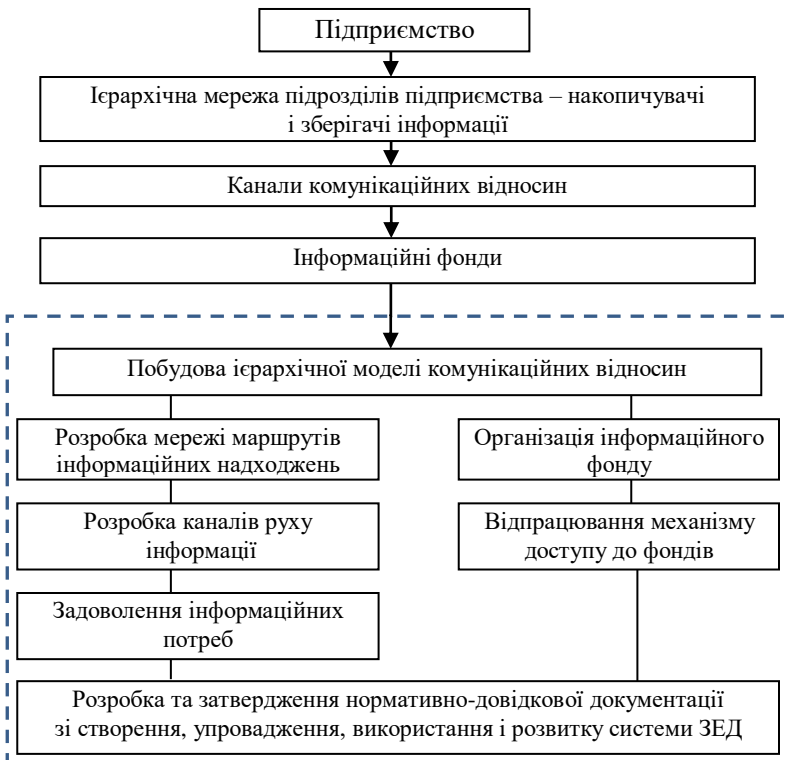 Підприємство
Ієрархічна мережа підрозділів підприємства – накопичувачі
і зберігачі інформації
Канали комунікаційних відносин
Інформаційні фонди
Побудова ієрархічної моделі комунікаційних відносин
Розробка мережі маршрутів
інформаційних надходжень
Організація інформаційного
фонду
Розробка каналів руху
інформації
Відпрацювання механізму
доступу до фондів
Задоволення інформаційних
потреб
Розробка та затвердження нормативно-довідкової документації
зі створення, упровадження, використання і розвитку системи ЗЕД